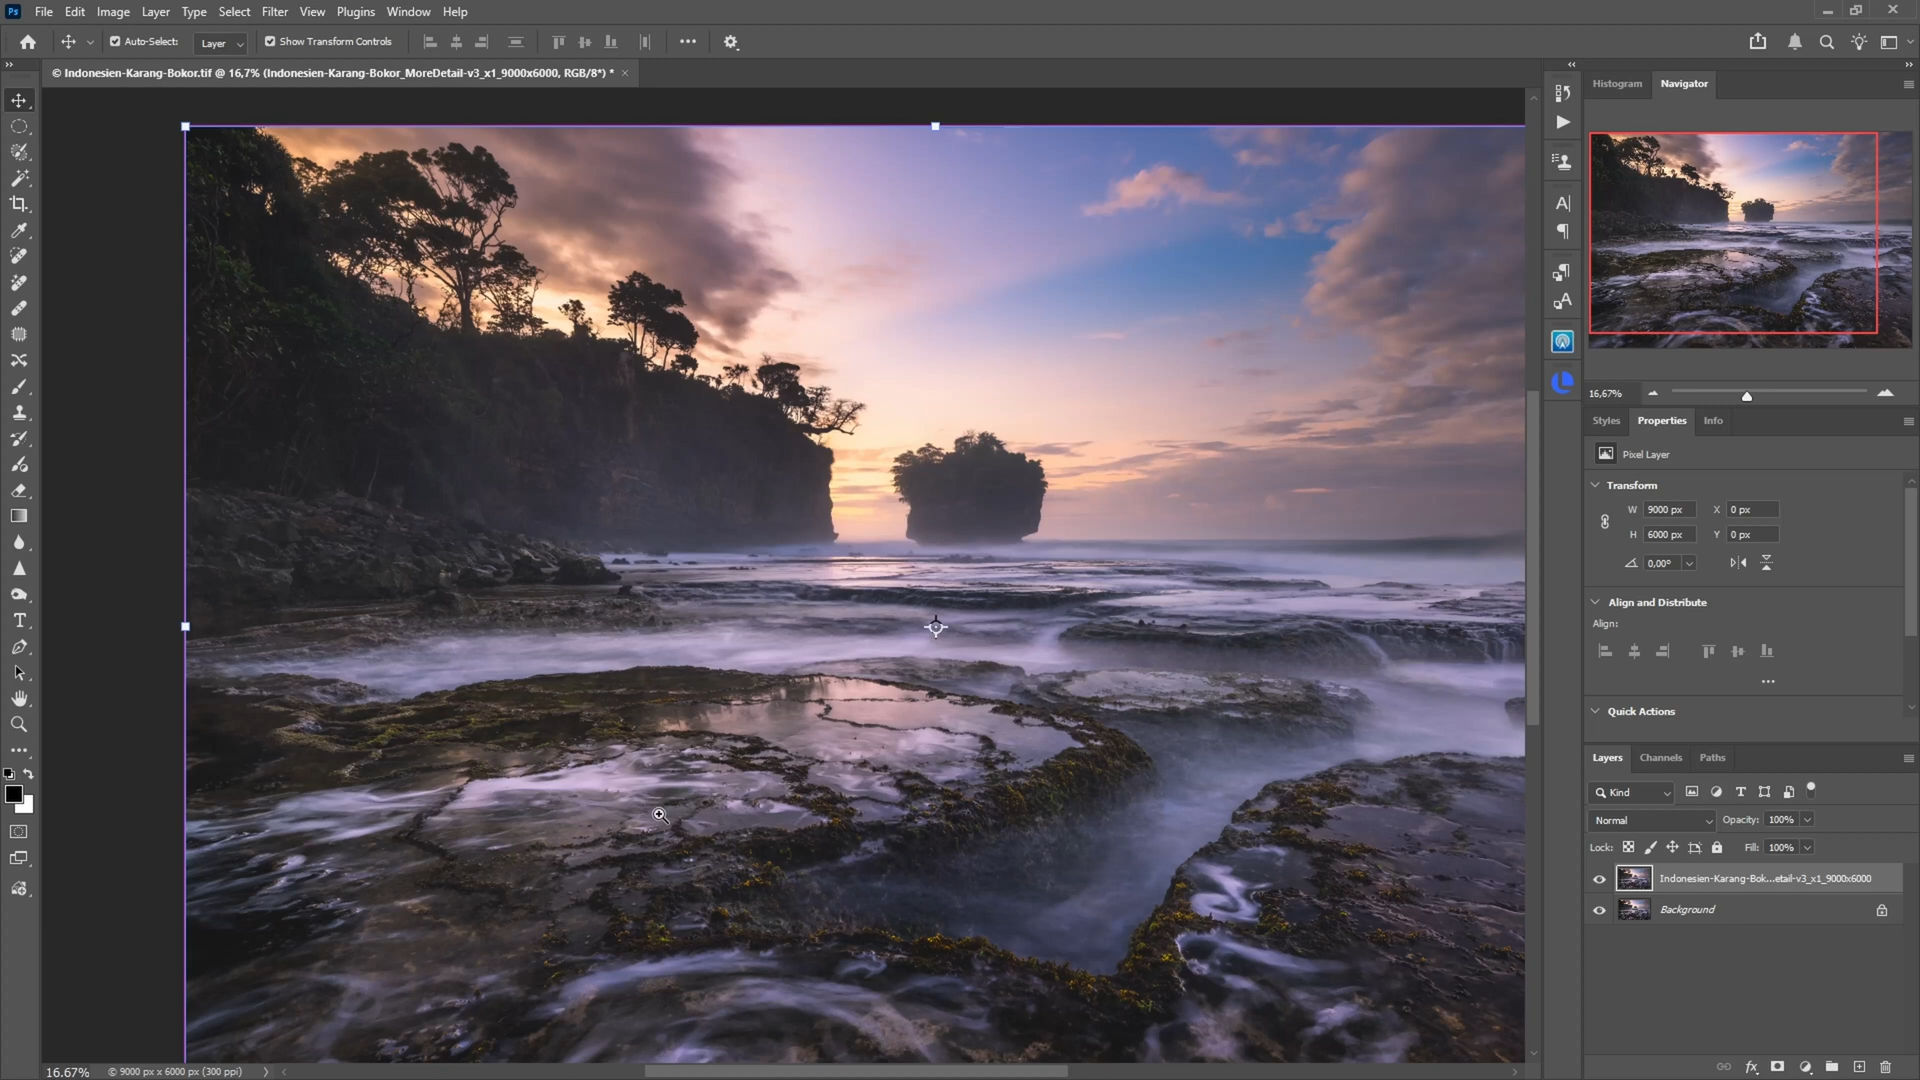 Ps File Edit Image Layer Type Select Filter View Plugins Window Help
Auto-Select: Layer Show Transform Controls
© Indonesien-Karang-Bokor.tif @ 16,7% (Indonesien-Karang-Bokor_MoreDetail-v3_x1_9000x6000, RGB/8*) * ×
Histogram Navigator
16,67%
Styles Properties Info
Pixel Layer
Transform
W 9000 px X 0 px
H 6000 px Y 0 px
0,00°
Align and Distribute
Align:
Quick Actions
Layers Channels Paths
Kind
Normal Opacity: 100%
Lock: Fill: 100%
Indonesien-Karang-Bok...etail-v3_x1_9000x6000
Background
16.67% © 9000 px x 6000 px (300 ppi)